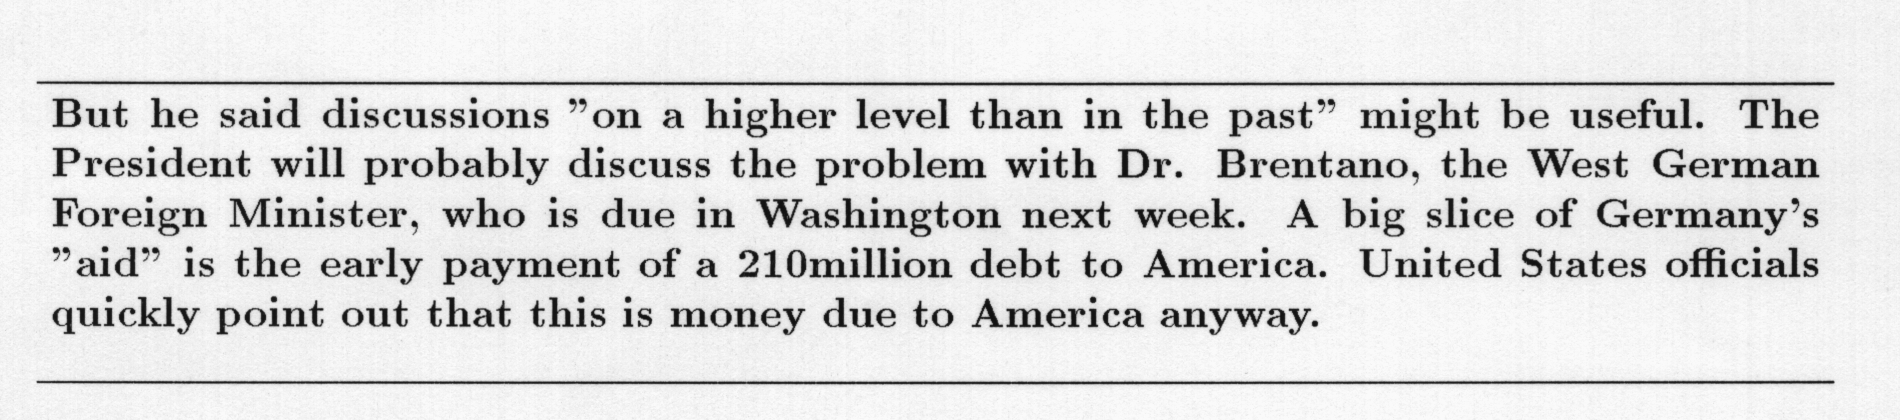 But he said discussions ”on a higher level than in the past” might be useful. The
President will probably discuss the problem with Dr. Brentano, the West German
Foreign Minister, who is due in Washington next week. A big slice of Germany’s
”aid” is the early payment of a 210million debt to America. United States officials
quickly point out that this is money due to America anyway.